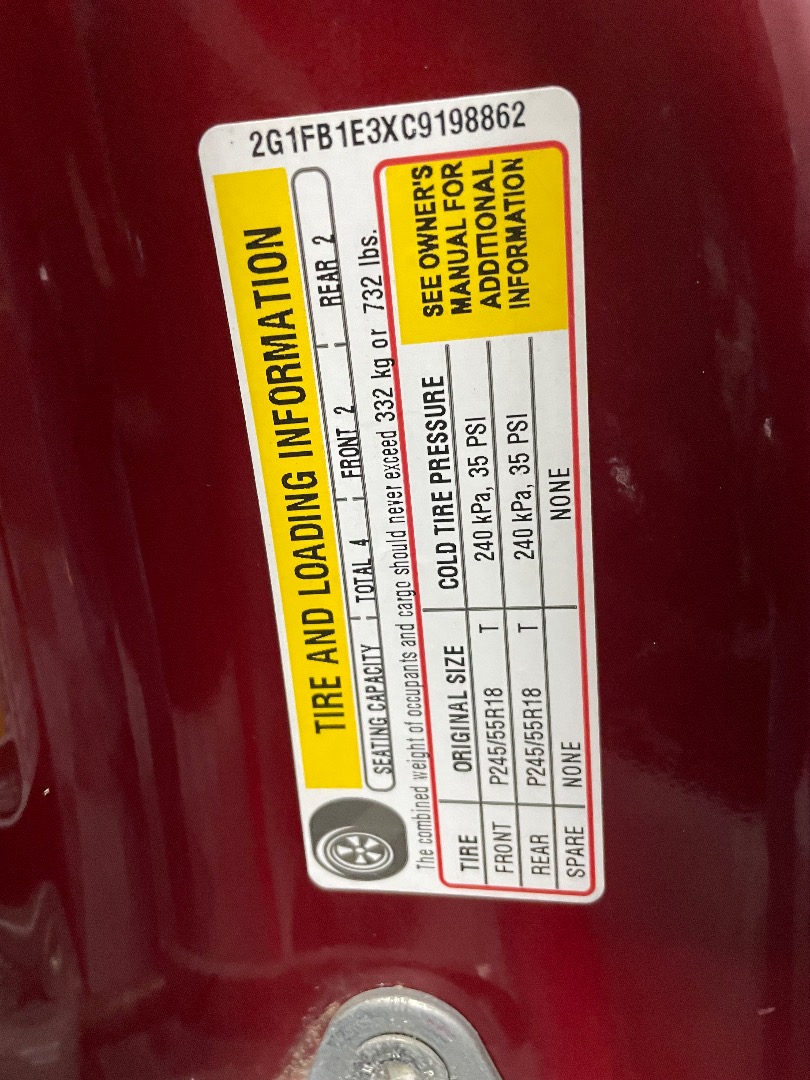 2G1FB1E3XC9198862
TIRE AND LOADING INFORMATION
SEATING CAPACITY TOTAL 4 FRONT 2 REAR 2
The combined weight of occupants and cargo should never exceed 332 kg or 732 lbs.
TIRE ORIGINAL SIZE COLD TIRE PRESSURE
FRONT P245/55R18 T 240 kPa, 35 PSI
REAR P245/55R18 T 240 kPa, 35 PSI
SPARE NONE NONE
SEE OWNER'S
MANUAL FOR
ADDITIONAL
INFORMATION